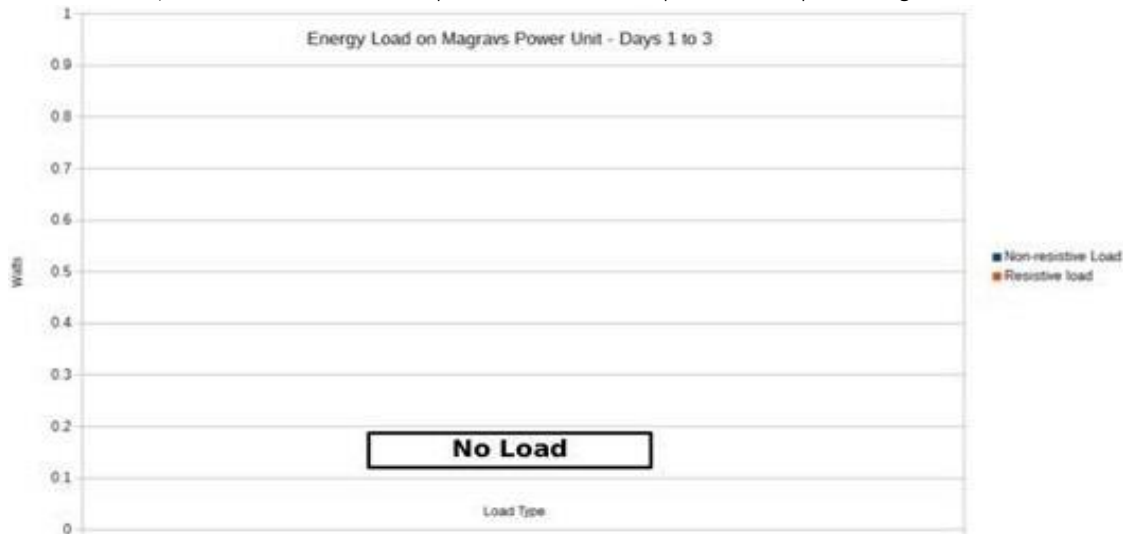 1
Energy Load on Magravs Power Unit - Days 1 to 3
0.9
0.8
0.7
0.6
Watts
0.5
0.4
0.3
0.2
0.1
0
Non-resistive Load
Resistive load
No Load
Load Type